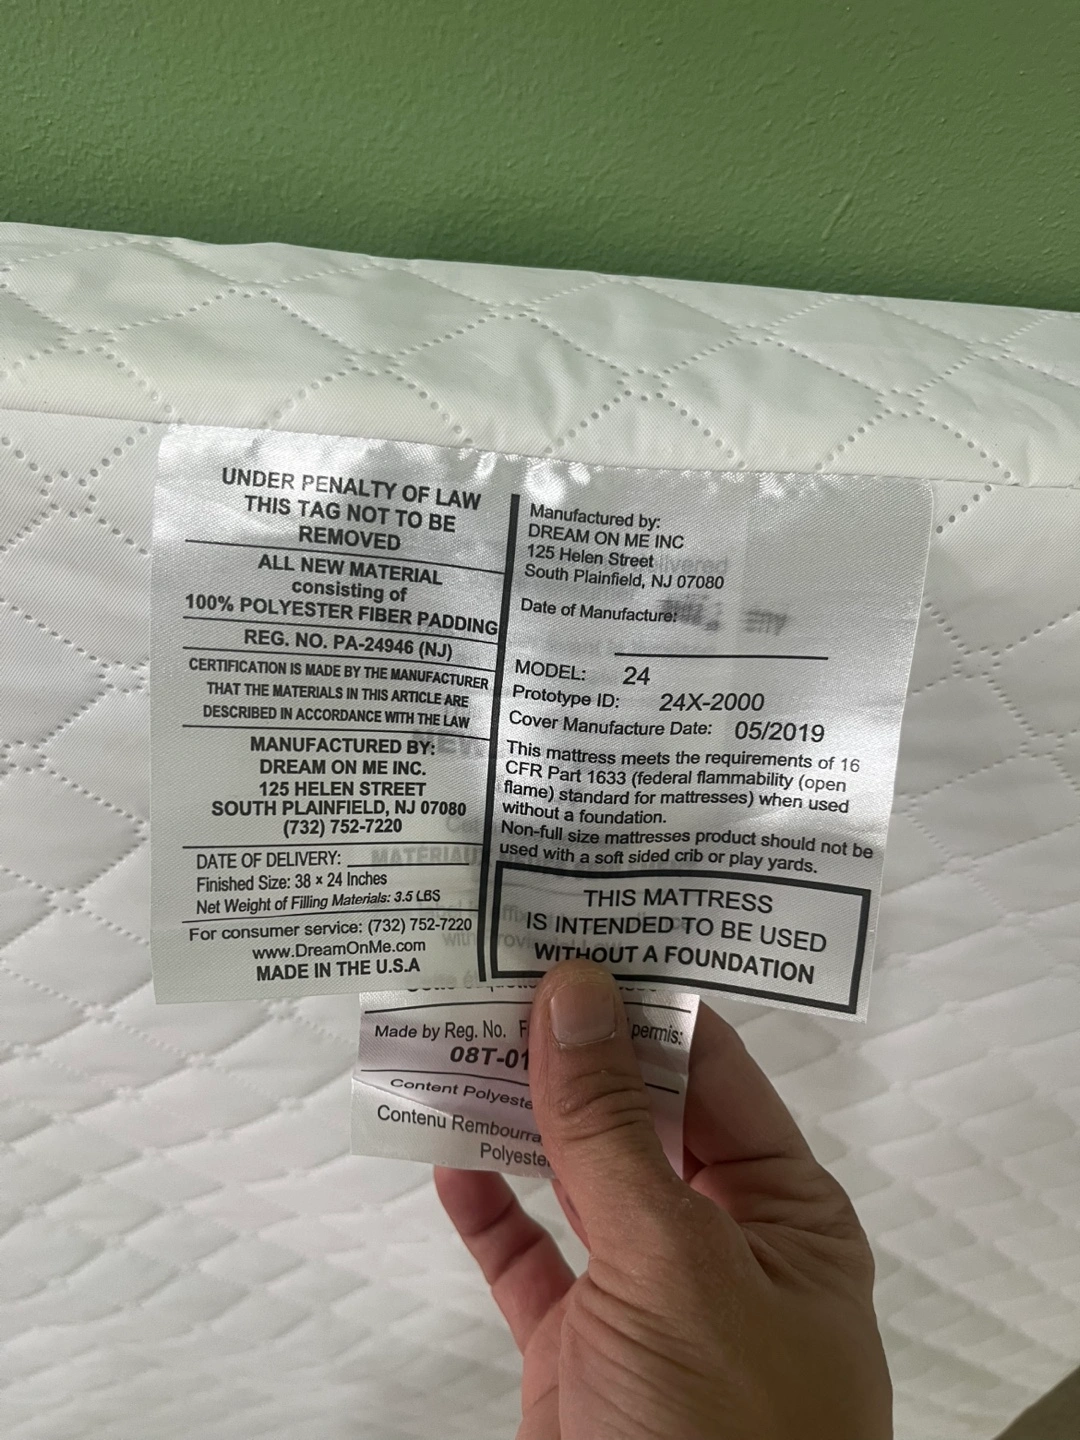 UNDER PENALTY OF LAW
THIS TAG NOT TO BE
REMOVED
ALL NEW MATERIAL
consisting of
100% POLYESTER FIBER PADDING
REG. NO. PA-24946 (NJ)
CERTIFICATION IS MADE BY THE MANUFACTURER
THAT THE MATERIALS IN THIS ARTICLE ARE
DESCRIBED IN ACCORDANCE WITH THE LAW
MANUFACTURED BY:
DREAM ON ME INC.
125 HELEN STREET
SOUTH PLAINFIELD, NJ 07080
(732) 752-7220
DATE OF DELIVERY:
Finished Size: 38 × 24 Inches
Net Weight of Filling Materials: 3.5 LBS
For consumer service: (732) 752-7220
www.DreamOnMe.com
MADE IN THE U.S.A
Manufactured by:
DREAM ON ME INC
125 Helen Street
South Plainfield, NJ 07080
Date of Manufacture:
MODEL: 24
Prototype ID: 24X-2000
Cover Manufacture Date: 05/2019
This mattress meets the requirements of 16
CFR Part 1633 (federal flammability (open
flame) standard for mattresses) when used
without a foundation.
Non-full size mattresses product should not be
used with a soft sided crib or play yards.
THIS MATTRESS
IS INTENDED TO BE USED
WITHOUT A FOUNDATION
Made by Reg. No. permis:
08T-01
Content Polyeste
Contenu Rembourra
Polyeste